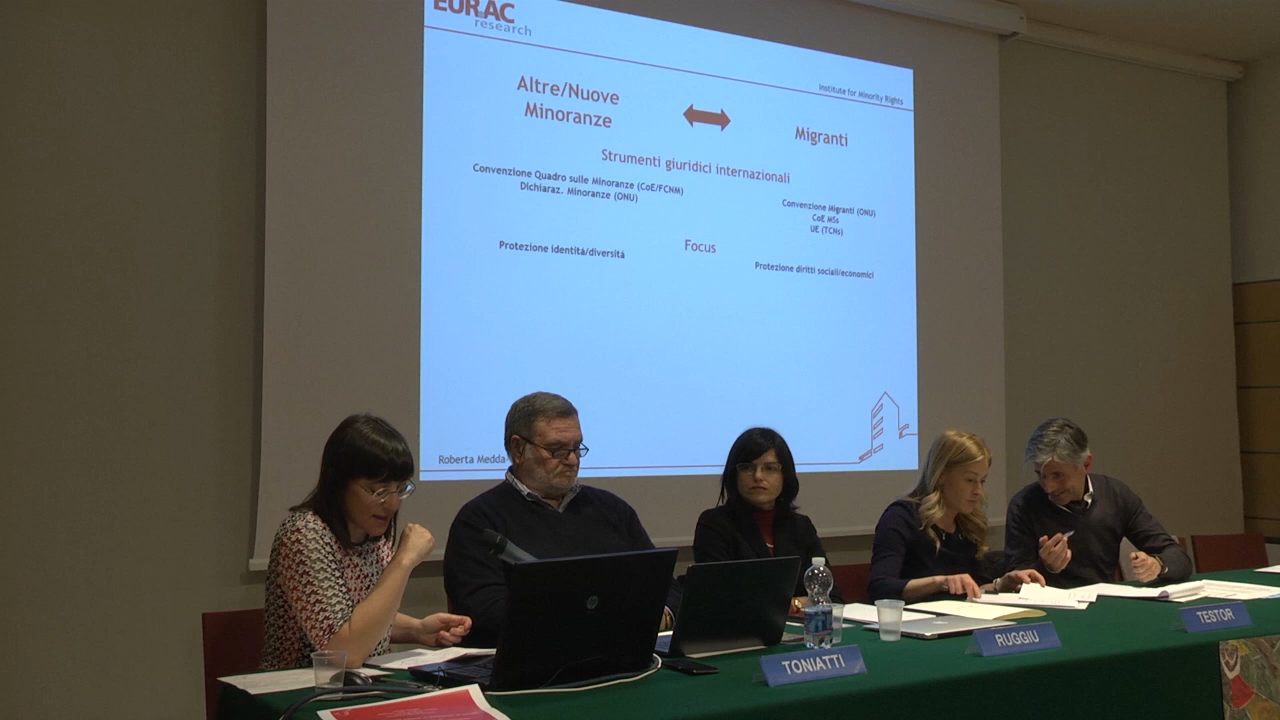 EURAC
research
Institute for Minority Rights
Altre/Nuove
Minoranze
Migranti
Strumenti giuridici internazionali
Convenzione Quadro sulle Minoranze (CoE/FCNM)
Dichiaraz. Minoranze (ONU)
Convenzione Migranti (ONU)
CoE MSs
UE (TCNs)
Focus
Protezione identità/diversità
Protezione diritti sociali/economici
Roberta Medda-
TONIATTI
RUGGIU
TESTOR